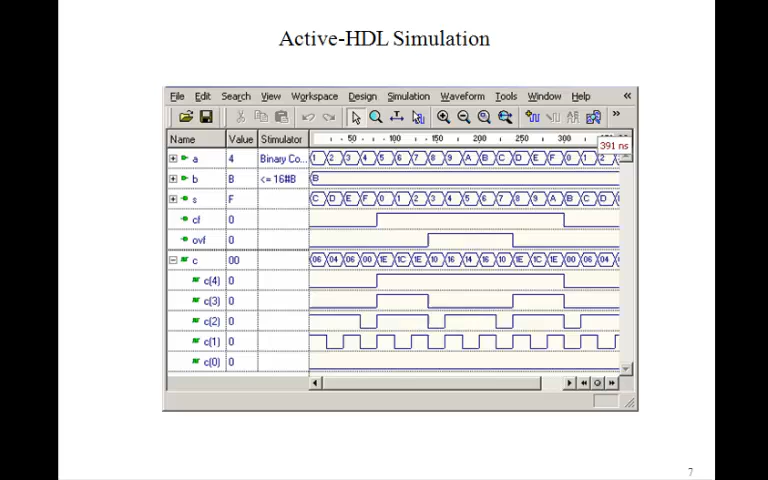 Active-HDL Simulation
File Edit Search View Workspace Design Simulation Waveform Tools Window Help «
»
Name Value Stimulator 50 100 150 200 250 300
391 ns
a 4 Binary Co... 1 2 3 4 5 6 7 8 9 A B C D E F 0 1 2
b B <= 16#B B
s F C D E F 0 1 2 3 4 5 6 7 8 9 A B C D
cf 0
ovf 0
c 00 06 04 06 00 1E 1C 1E 10 16 14 16 10 1E 1C 1E 00 06 04
c(4) 0
c(3) 0
c(2) 0
c(1) 0
c(0) 0
7